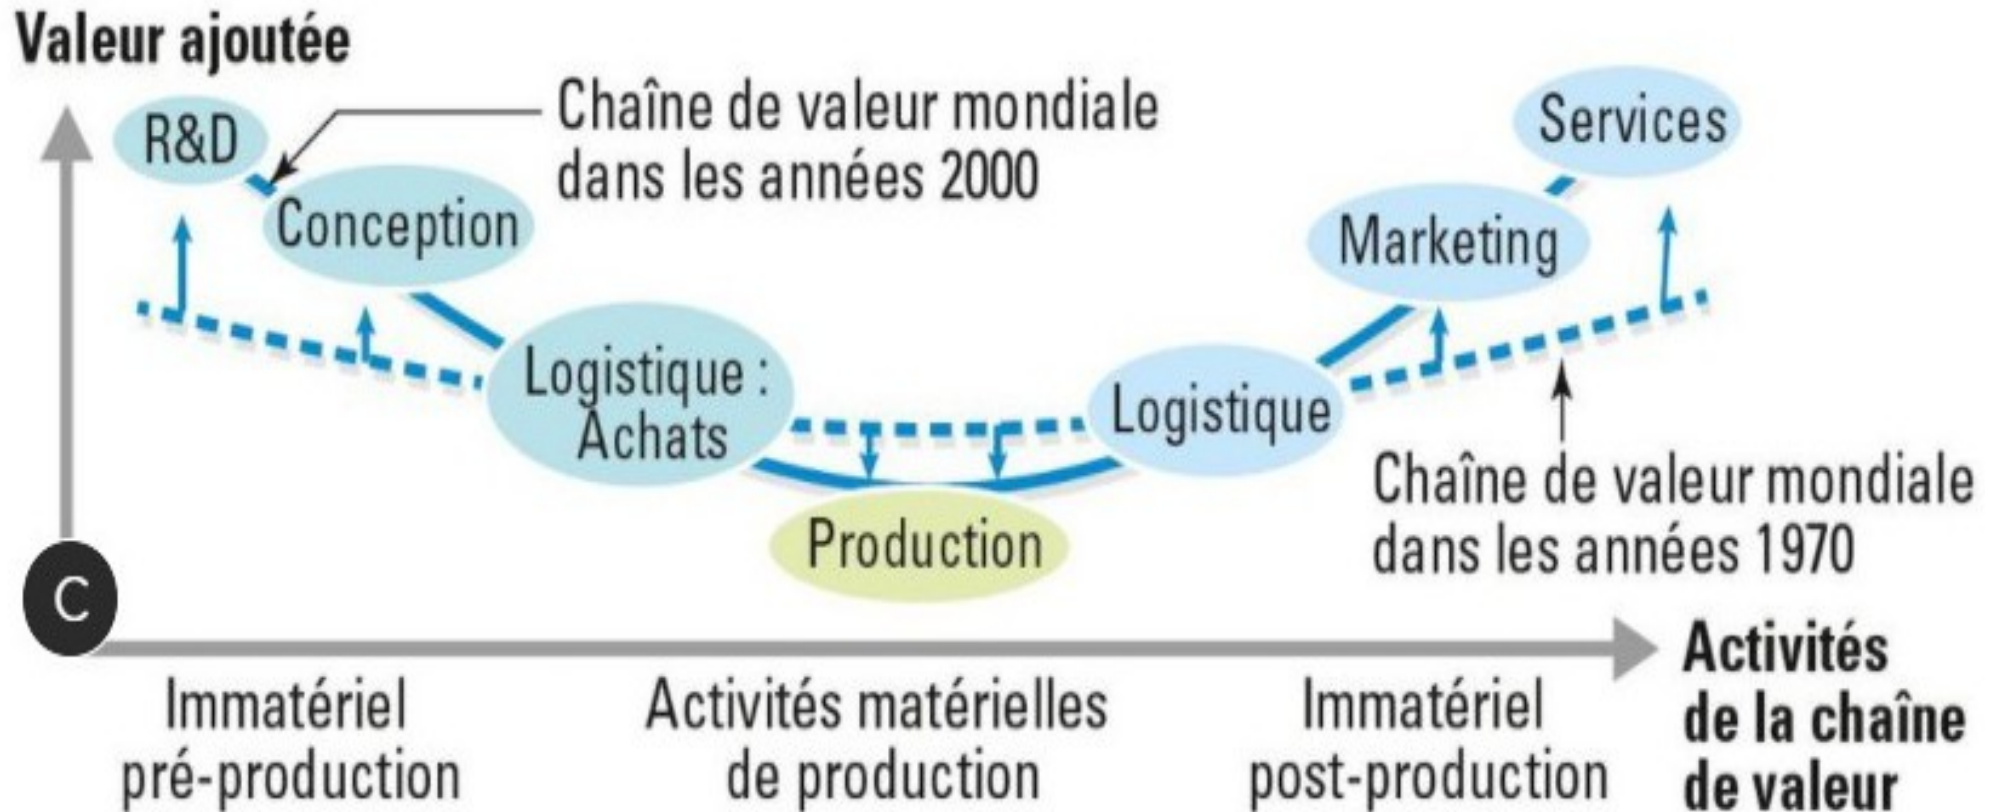 Valeur ajoutée
R&D
Chaîne de valeur mondiale
dans les années 2000
Services
Conception
Marketing
Logistique :
Achats
Logistique
Production
Chaîne de valeur mondiale
dans les années 1970
C
Activités
de la chaîne
de valeur
Immatériel
pré-production
Activités matérielles
de production
Immatériel
post-production